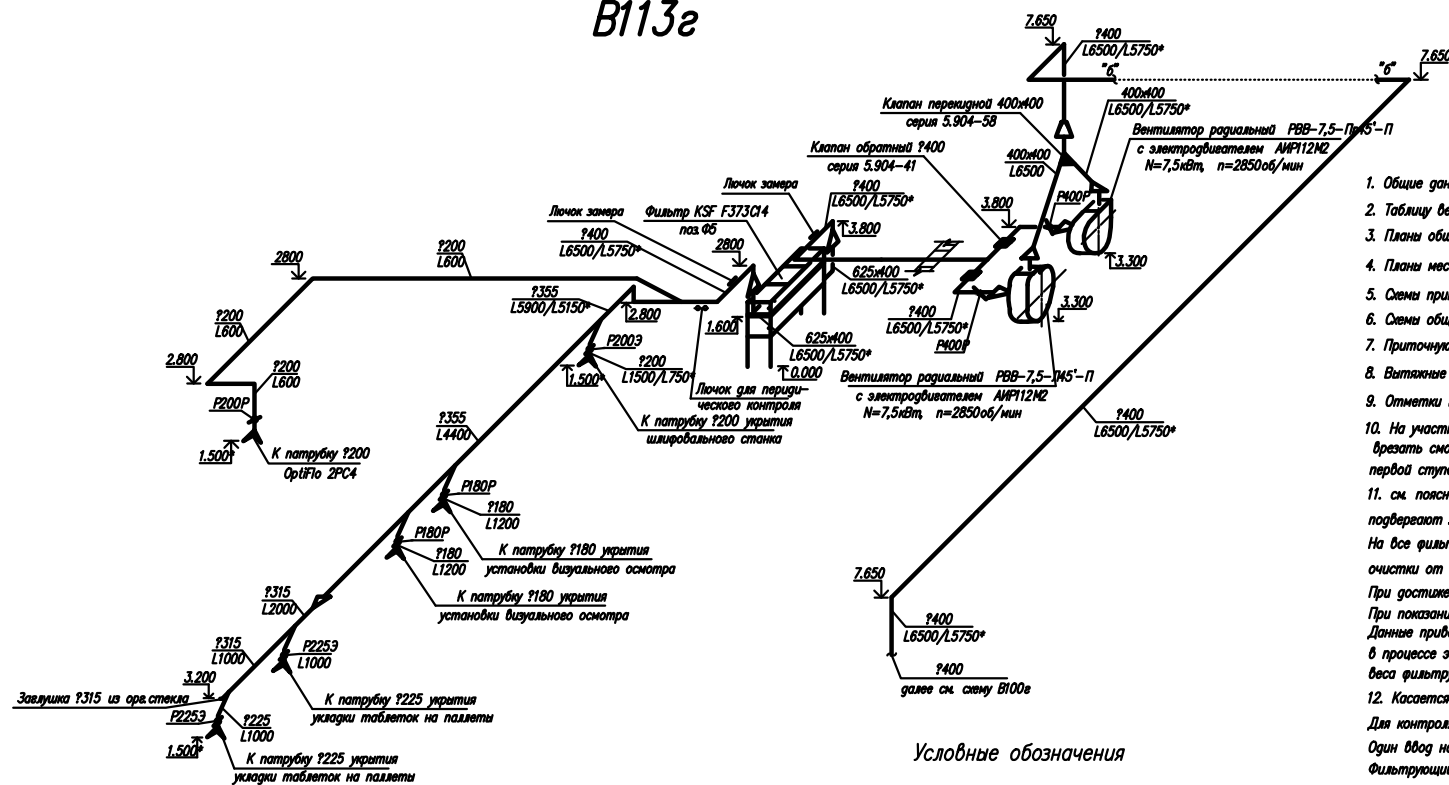 В113г
7.650
?400
L6500/L5750*
"б"
"б"
7.650
Клапан перекидной 400х400
серия 5.904-58
400х400
L6500/L5750*
Вентилятор радиальный РВВ-7,5-
с электродвигателем АИР112М2
N=7,5кВт, n=2850об/мин
Клапан обратный ?400
серия 5.904-41
400х400
L6500
Лючок замера
?400
L6500/L5750*
3.800
Р400Р
Лючок замера
Фильтр KSF F373C14
поз. Ф5
3.800
?400
L6500/L5750*
2800
?200
L600
2800
625х400
L6500/L5750*
3.300
?355
L5900/L5150*
3.300
?200
L600
2.800
1.600
?400
L6500/L5750*
Р400Р
625х400
L6500/L5750*
Р200Э
?200
L1500/L750*
2.800
?200
L600
1.500*
0.000
Лючок для периди-
ческого контроля
Вентилятор радиальный РВВ-7,5-П45°-П
с электродвигателем АИР112М2
N=7,5кВт, n=2850об/мин
Р200Р
?355
L4400
К патрубку ?200 укрытия
шлифовального станка
?400
L6500/L5750*
1.500*
К патрубку ?200
OptiFlo 2PC4
Р180Р
?180
L1200
Р180Р
?180
L1200
К патрубку ?180 укрытия
установки визуального осмотра
К патрубку ?180 укрытия
установки визуального осмотра
7.650
?315
L2000
?400
L6500/L5750*
?315
L1000
Р225Э
L1000
?400
далее см. схему В100г
3.200
Заглушка ?315 из орг.стекла
Р225Э
?225
L1000
К патрубку ?225 укрытия
укладки таблеток на паллеты
1.500*
К патрубку ?225 укрытия
укладки таблеток на паллеты
Условные обозначения
1. Общие дан
2. Таблицу ве
3. Планы общ
4. Планы мес
5. Схемы при
6. Схемы общ
7. Приточную
8. Вытяжные
9. Отметки
10. На участк
врезать смо
первой ступе
11. см. поясн
подвергают
На все фильт
очистки от
При достиже
При показани
Данные приве
в процессе э
веса фильтру
12. Касается
Для контроля
Один ввод на
Фильтрующий